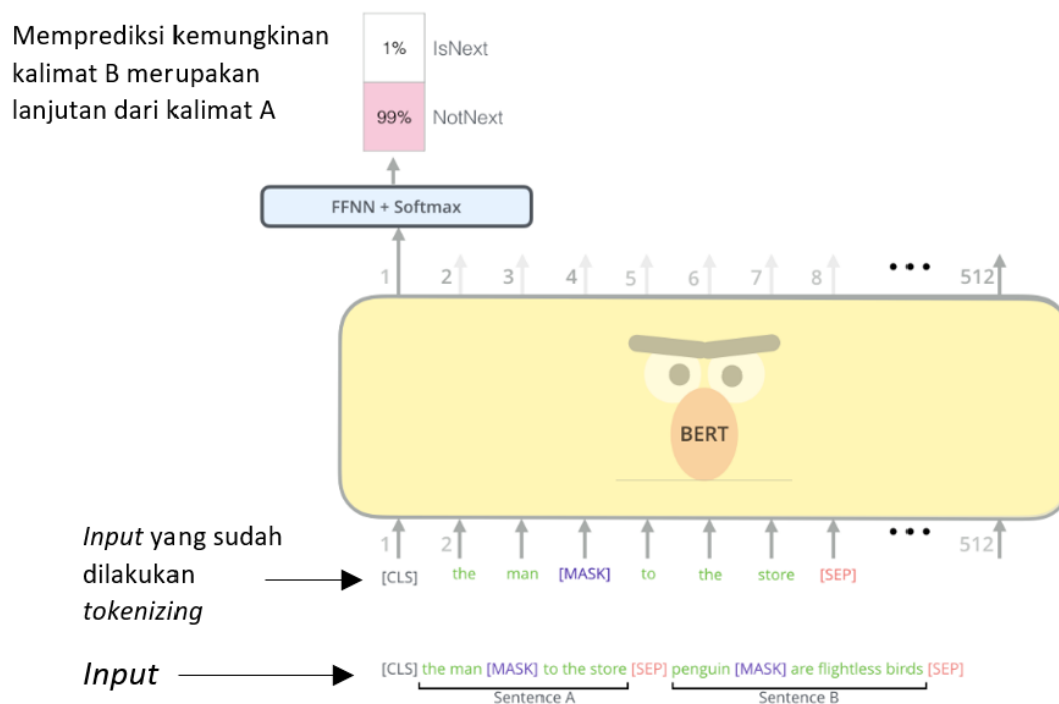 Memprediksi kemungkinan
kalimat B merupakan
lanjutan dari kalimat A
1% IsNext
99% NotNext
FFNN + Softmax
1 2 3 4 5 6 7 8 ••• 512
BERT
1 2 ••• 512
Input yang sudah
dilakukan
tokenizing
[CLS] the man [MASK] to the store [SEP]
Input
[CLS] the man [MASK] to the store [SEP] penguin [MASK] are flightless birds [SEP]
Sentence A Sentence B